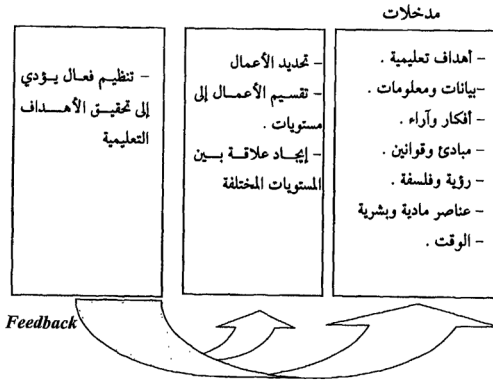 مدخلات
– أهداف تعليمية .
–بيانات ومعلومات .
– أفكار وآراء .
– مبادئ وقوانين .
– رؤية وفلسفة .
– عناصر مادية وبشرية
– الوقت .
– تحديد الأعمال
– تقسيم الأعمال إلى
مستويات .
– إيجاد علاقة بين
المستويات المختلفة
– تنظيم فعال يؤدي
إلى تحقيق الأهداف
التعليمية
Feedback